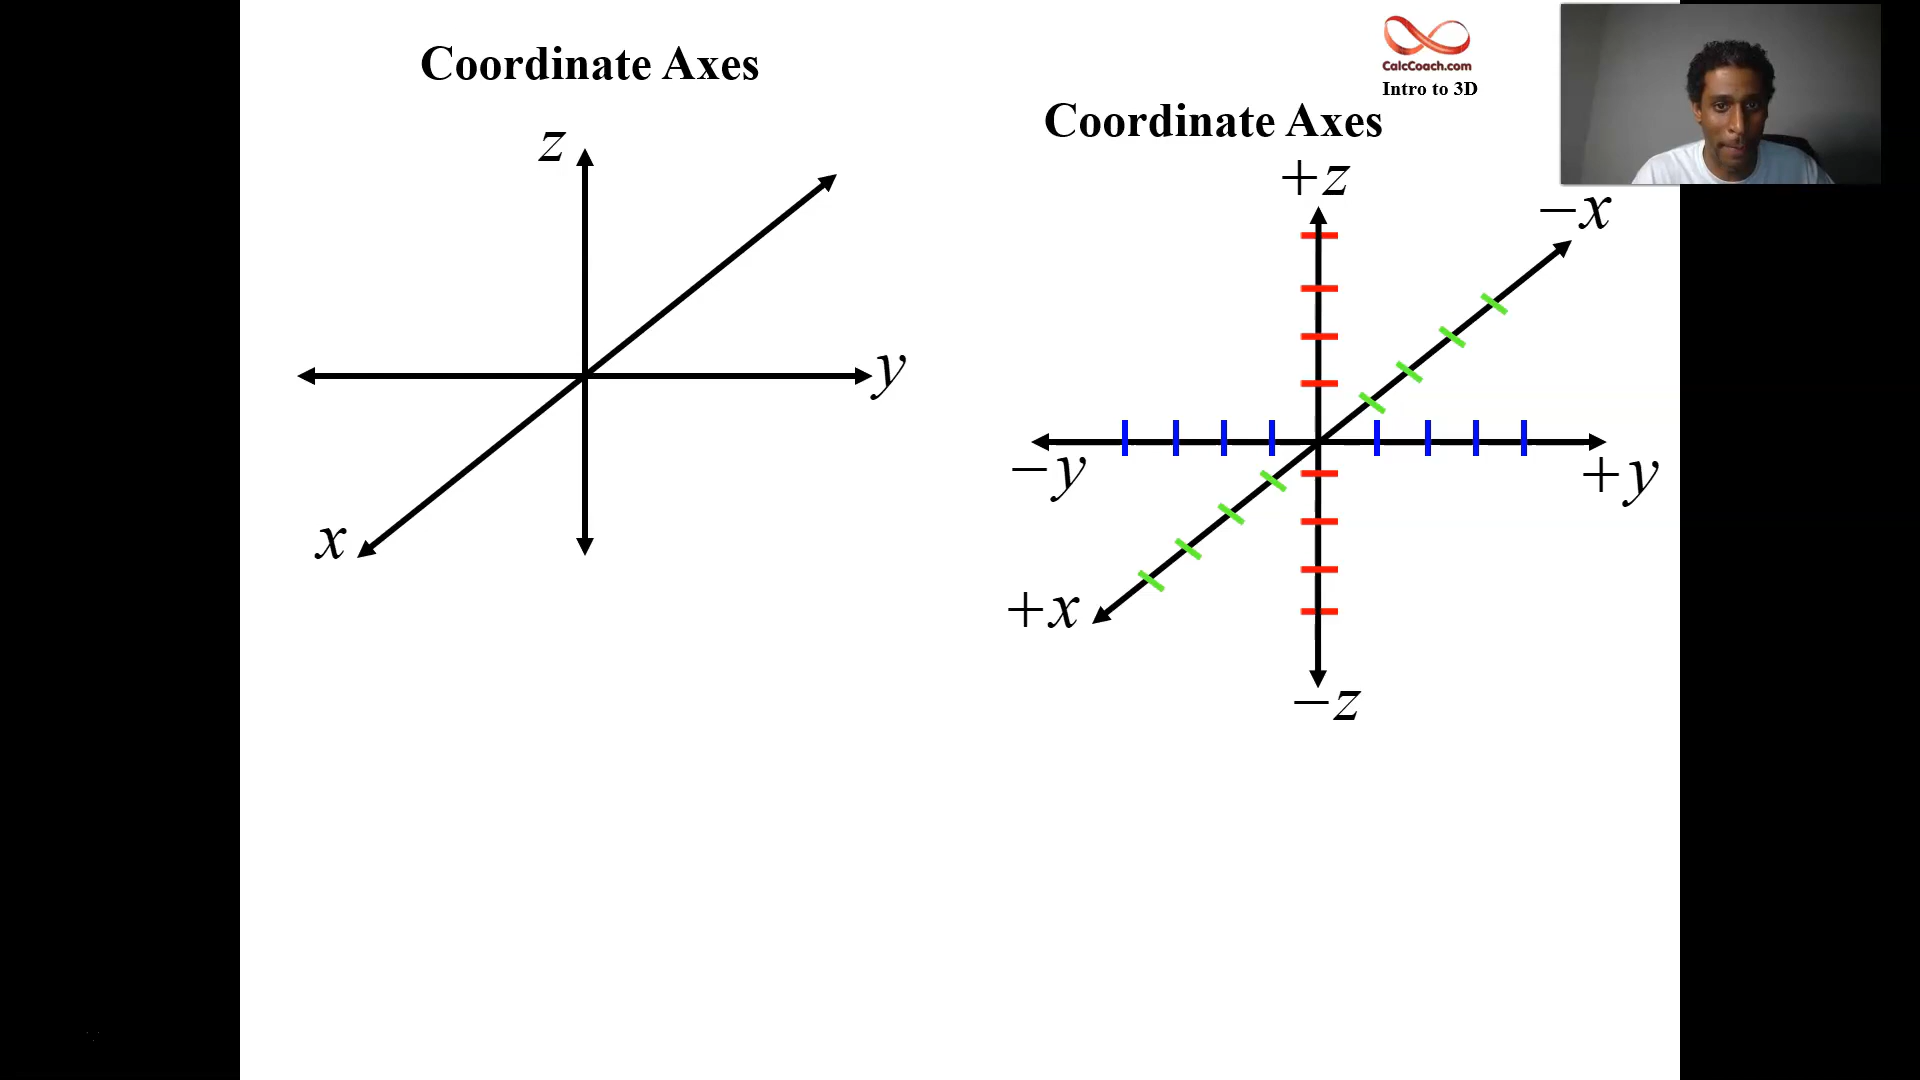 Coordinate Axes
z
y
x
CalcCoach.com
Intro to 3D
Coordinate Axes
+z
−x
−y
+y
+x
−z